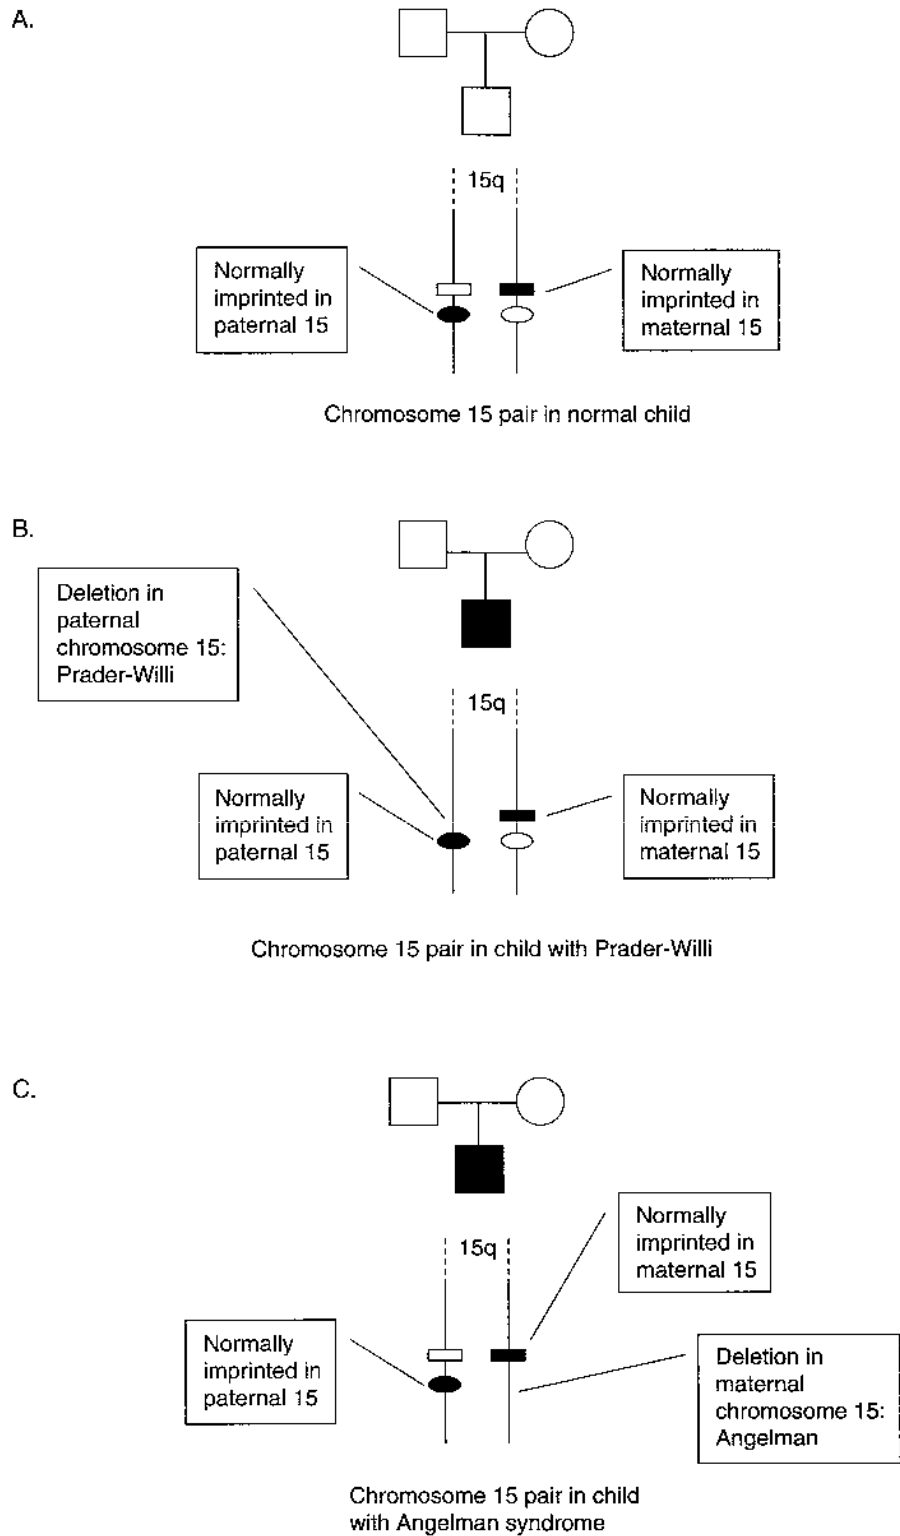 A.
15q
Normally
imprinted in
paternal 15
Normally
imprinted in
maternal 15
Chromosome 15 pair in normal child
B.
Deletion in
paternal
chromosome 15:
Prader-Willi
15q
Normally
imprinted in
paternal 15
Normally
imprinted in
maternal 15
Chromosome 15 pair in child with Prader-Willi
C.
Normally
imprinted in
maternal 15
15q
Normally
imprinted in
paternal 15
Deletion in
maternal
chromosome 15:
Angelman
Chromosome 15 pair in child
with Angelman syndrome